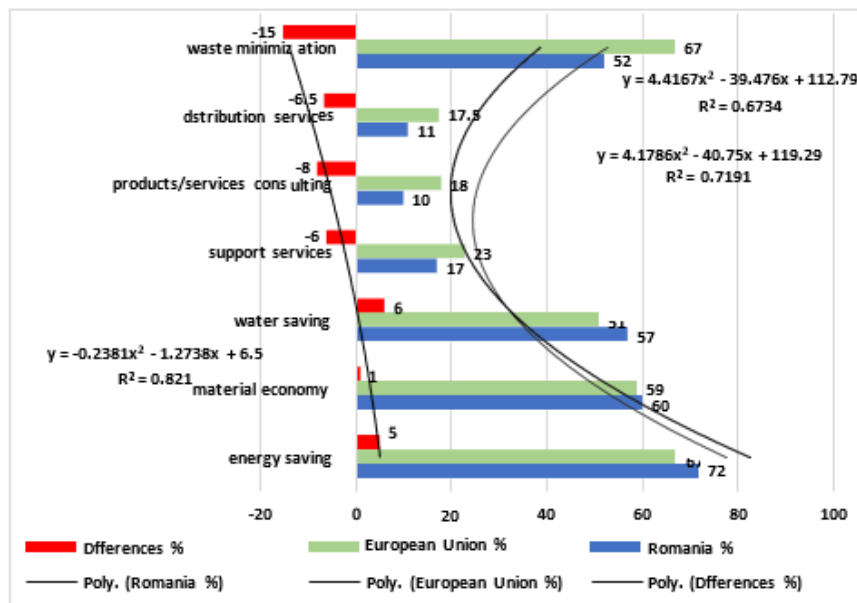 -15
waste minimization
67
52
y = 4.4167x² - 39.476x + 112.79
R² = 0.6734
-6.5
dstribution services
17.5
11
y = 4.1786x² - 40.75x + 119.29
R² = 0.7191
-8
products/services consulting
18
10
-6
support services
23
17
water saving
6
51
57
y = -0.2381x² - 1.2738x + 6.5
R² = 0.821
material economy
1
59
60
5
energy saving
72
-20 0 20 40 60 80 100
Dfferences % European Union % Romania %
Poly. (Romania %) Poly. (European Union %) Poly. (Dfferences %)